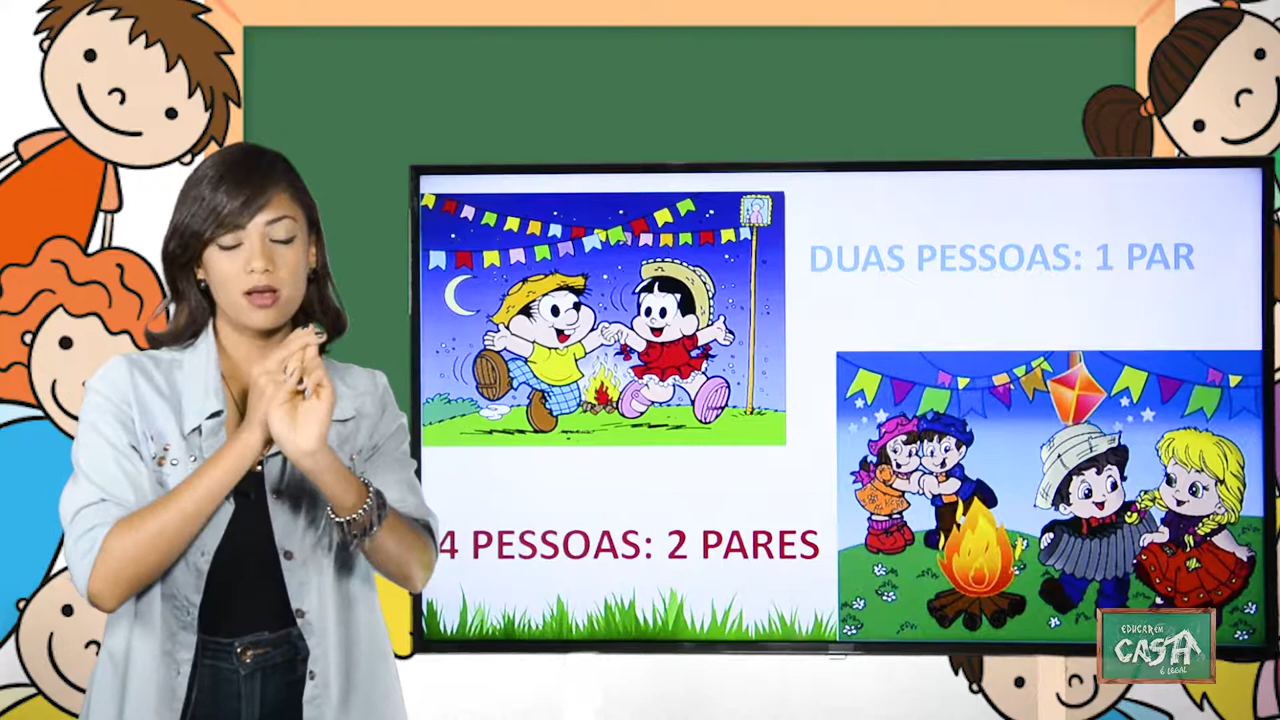 DUAS PESSOAS: 1 PAR
4 PESSOAS: 2 PARES
EDUCAR EM
CASA
É LEGAL